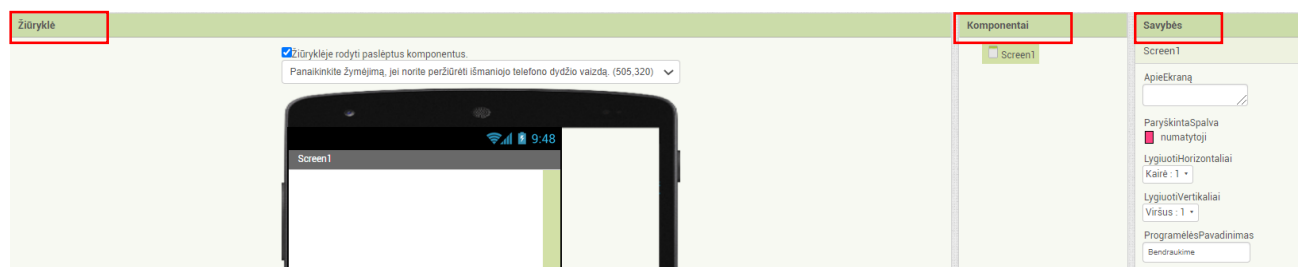 Žiūryklė
Komponentai
Savybės
Žiūryklėje rodyti paslėptus komponentus.
Panaikinkite žymėjimą, jei norite peržiūrėti išmaniojo telefono dydžio vaizdą. (505,320)
9:48
Screen1
Screen1
Screen1
ApieEkraną
ParyškintaSpalva
numatytoji
LygiuotiHorizontaliai
Kairė : 1
LygiuotiVertikaliai
Viršus : 1
ProgramėlėsPavadinimas
Bendraukime